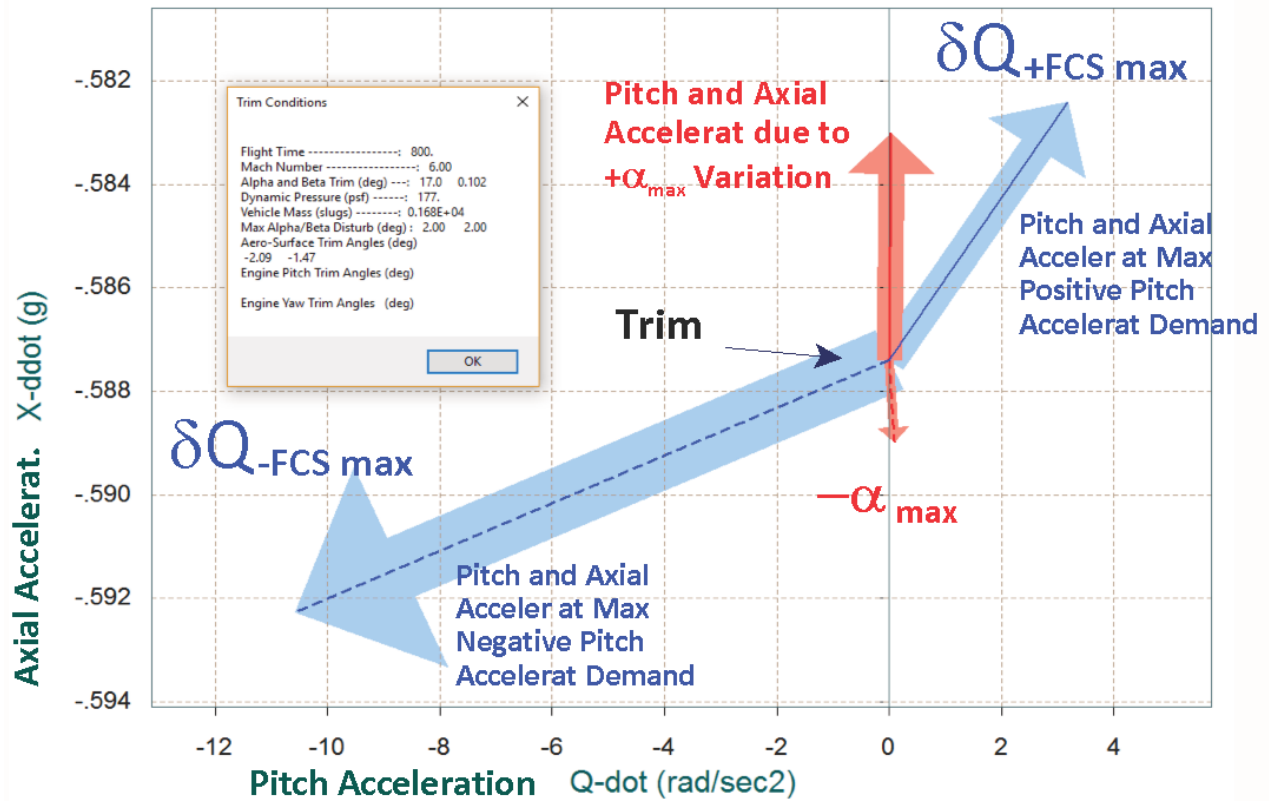 δQ+FCS max
-.582
-.584
-.586
-.588
-.590
-.592
-.594
Axial Accelerat. X-ddot (g)
Trim Conditions
Flight Time -----------------: 800.
Mach Number ----------------: 6.00
Alpha and Beta Trim (deg) ---: 17.0 0.102
Dynamic Pressure (psf) ------: 177.
Vehicle Mass (slugs) --------: 0.168E+04
Max Alpha/Beta Disturb (deg) : 2.00 2.00
Aero-Surface Trim Angles (deg)
-2.09 -1.47
Engine Pitch Trim Angles (deg)
Engine Yaw Trim Angles (deg)
OK
Pitch and Axial
Accelerat due to
+αmax Variation
Pitch and Axial
Acceler at Max
Positive Pitch
Accelerat Demand
Trim
δQ-FCS max
−α max
Pitch and Axial
Acceler at Max
Negative Pitch
Accelerat Demand
-12 -10 -8 -6 -4 -2 0 2 4
Pitch Acceleration Q-dot (rad/sec2)